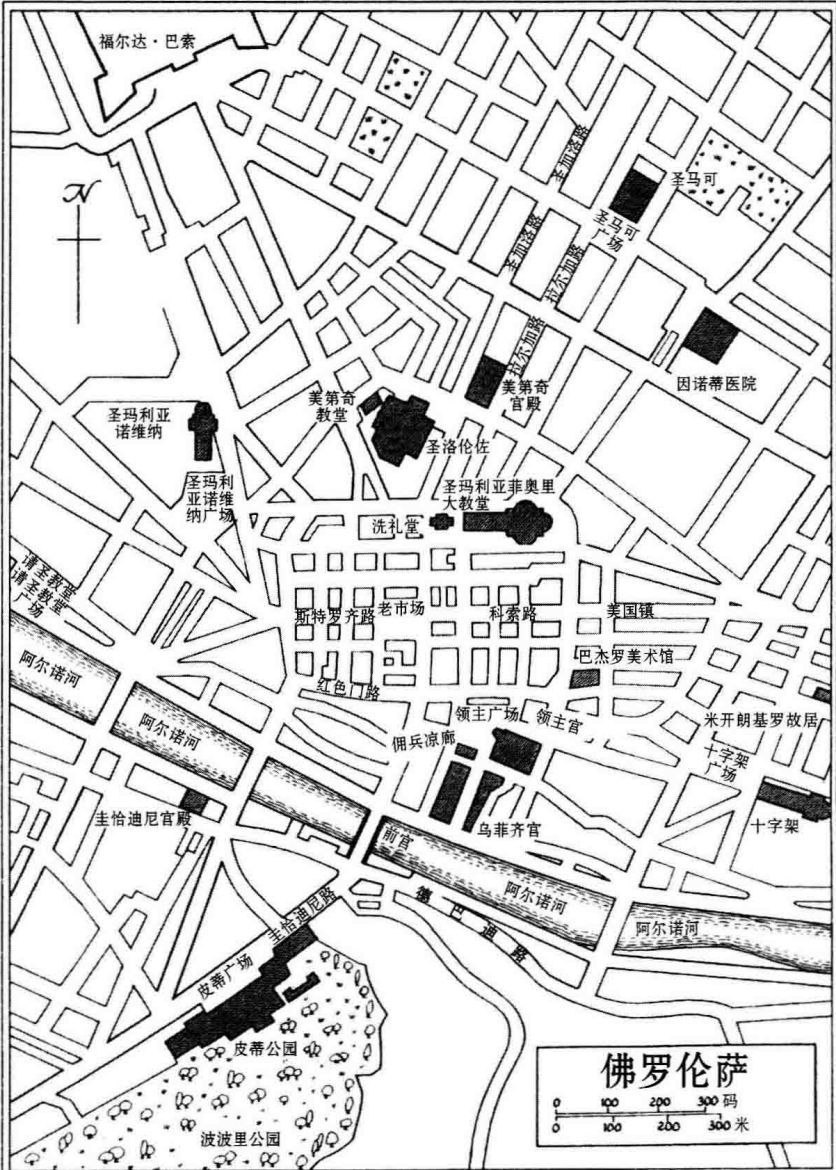 福尔达·巴索
N
圣加洛路
圣马可
圣马可
广场
圣加洛路
拉尔加路
拉尔加路
因诺蒂医院
美第奇
教堂
美第奇
宫殿
圣玛利亚
诺维纳
圣洛伦佐
圣玛利
亚诺维
纳广场
圣玛利亚菲奥里
大教堂
洗礼堂
请圣教堂
请圣教堂
广场
斯特罗齐路
老市场
科索路
美国镇
巴杰罗美术馆
阿尔诺河
红色门路
领主广场
领主宫
米开朗基罗故居
阿尔诺河
佣兵凉廊
十字架
广场
圭恰迪尼宫殿
前宫
乌菲齐宫
十字架
圭恰迪尼路
德巴迪路
阿尔诺河
阿尔诺河
皮蒂广场
皮蒂公园
波波里公园
佛罗伦萨
0 100 200 300 码
0 100 200 300 米